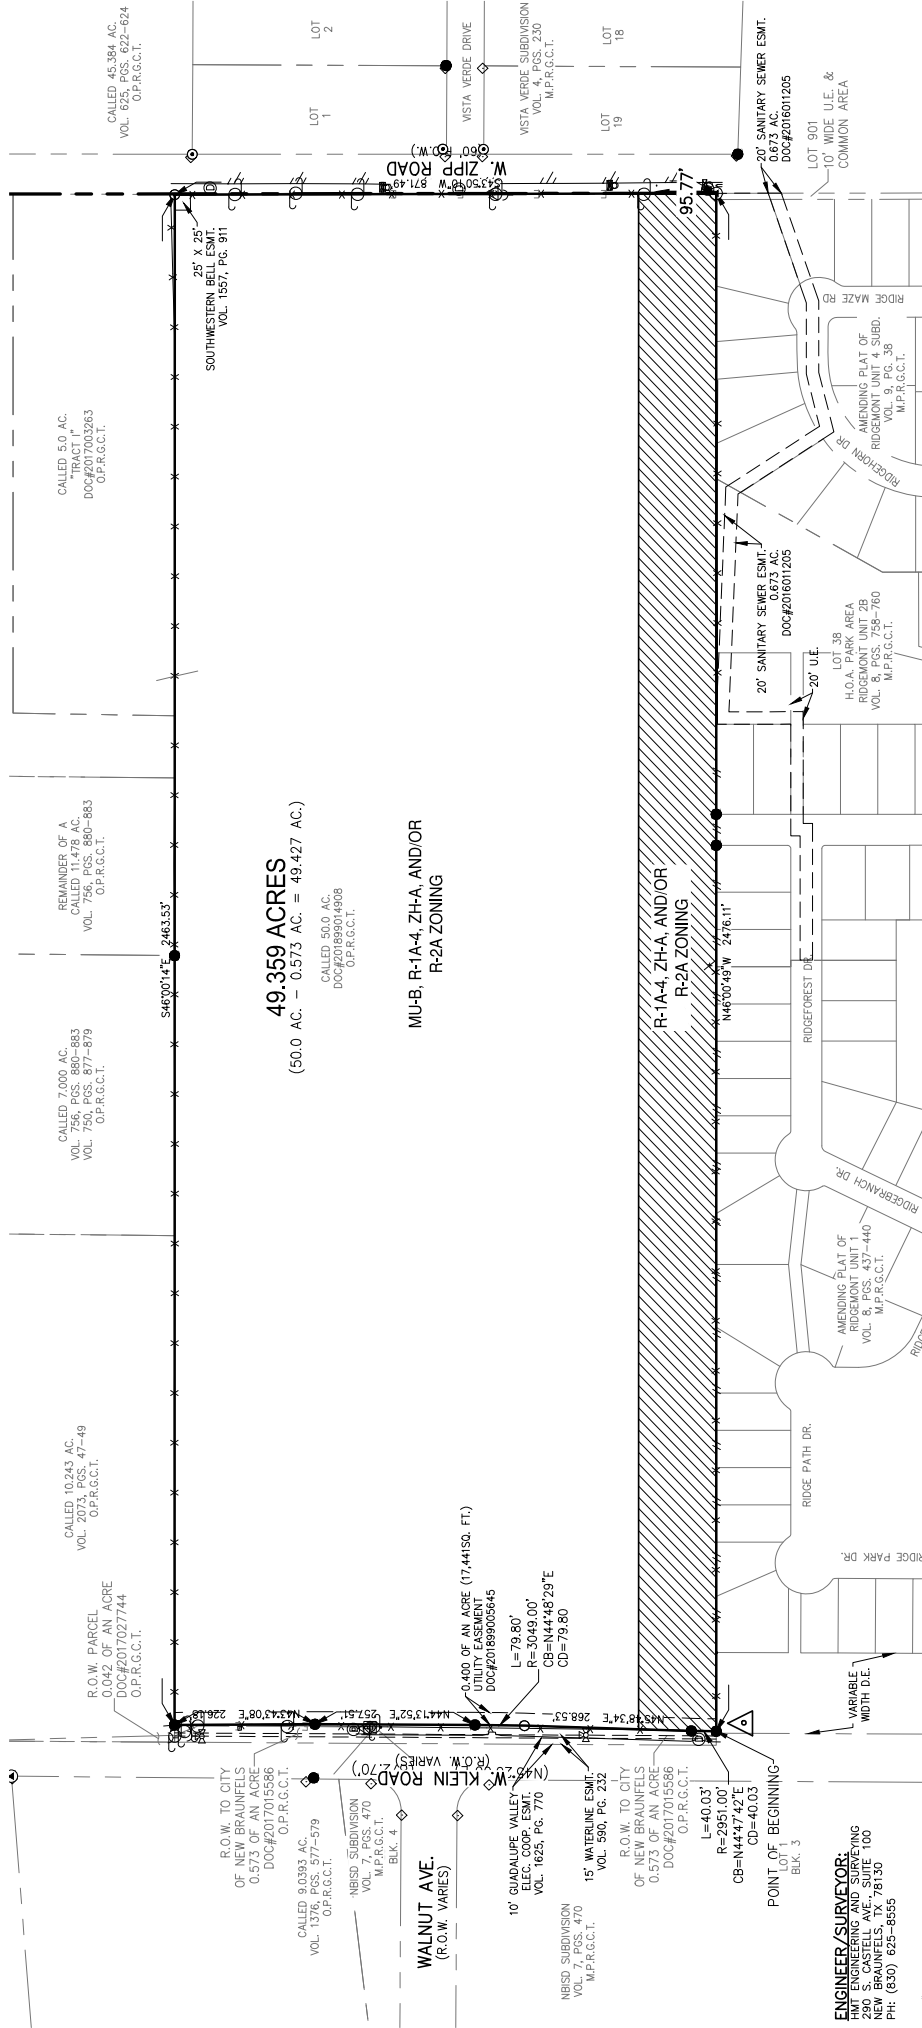 CALLED 45.384 AC.
VOL. 625, PGS. 622-624
O.P.R.G.C.T.
LOT
2
LOT
1
VISTA VERDE DRIVE
VISTA VERDE SUBDIVISION
VOL. 4, PGS. 230
M.P.R.G.C.T.
LOT
18
LOT
19
W. ZIPP ROAD
S43°50'10"W 871.49'
95.77'
20' SANITARY SEWER ESMT.
0.673 AC.
DOC#2016011205
LOT 901
10' WIDE U.E. &
COMMON AREA
25' X 25'
SOUTHWESTERN BELL ESMT.
VOL. 1557, PG. 911
CALLED 5.0 AC.
"TRACT I"
DOC#2017003263
O.P.R.G.C.T.
RIDGE MAZE RD
AMENDING PLAT OF
RIDGEMONT UNIT 4 SUBD.
VOL. 9, PG. 38
M.P.R.G.C.T.
RIDGEHORN DR
20' SANITARY SEWER ESMT.
0.673 AC.
DOC#2016011205
LOT 38
H.O.A. PARK AREA
RIDGEMONT UNIT 2B
VOL. 8, PGS. 758-760
M.P.R.G.C.T.
20' U.E.
REMAINDER OF A
CALLED 11.478 AC.
VOL. 756, PGS. 880-883
O.P.R.G.C.T.
S46°00'14"E 2463.53'
49.359 ACRES
(50.0 AC. - 0.573 AC. = 49.427 AC.)
CALLED 50.0 AC.
DOC#201899014908
O.P.R.G.C.T.
MU-B, R-1A-4, ZH-A, AND/OR
R-2A ZONING
R-1A-4, ZH-A, AND/OR
R-2A ZONING
N46°00'49"W 2476.11'
RIDGEFOREST DR.
CALLED 7.000 AC.
VOL. 756, PGS. 880-883
VOL. 750, PGS. 877-879
O.P.R.G.C.T.
RIDGEBRANCH DR.
AMENDING PLAT OF
RIDGEMONT UNIT 1
VOL. 8, PGS. 437-440
M.P.R.G.C.T.
CALLED 10.243 AC.
VOL. 2073, PGS. 47-49
O.P.R.G.C.T.
RIDGE PATH DR.
RIDGE PARK DR.
R.O.W. PARCEL
0.042 OF AN ACRE
DOC#2017027744
O.P.R.G.C.T.
0.400 OF AN ACRE (17,441SQ. FT.)
UTILITY EASEMENT
DOC#201899005645
L=79.80'
R=3049.00'
CB=N44°48'29"E
CD=79.80
N43°43'08"E 226.18'
N44°13'52"E 257.51'
N45°48'34"E 268.53'
VARIABLE
WIDTH D.E.
W. KLEIN ROAD
(R.O.W. VARIES)
R.O.W. TO CITY
OF NEW BRAUNFELS
0.573 OF AN ACRE
DOC#2017015586
O.P.R.G.C.T.
CALLED 9.0393 AC.
VOL. 1376, PGS. 577-579
O.P.R.G.C.T.
NBISD SUBDIVISION
VOL. 7, PGS. 470
M.P.R.G.C.T.
BLK. 4
WALNUT AVE.
(R.O.W. VARIES)
10' GUADALUPE VALLEY
ELEC. COOP. ESMT.
VOL. 1625, PG. 770
15' WATERLINE ESMT.
VOL. 590, PG. 232
NBISD SUBDIVISION
VOL. 7, PGS. 470
M.P.R.G.C.T.
R.O.W. TO CITY
OF NEW BRAUNFELS
0.573 OF AN ACRE
DOC#2017015586
O.P.R.G.C.T.
L=40.03'
R=2951.00'
CB=N44°47'42"E
CD=40.03
POINT OF BEGINNING
LOT 1
BLK. 3
ENGINEER/SURVEYOR:
HMT ENGINEERING AND SURVEYING
290 S. CASTELL AVE., SUITE 100
NEW BRAUNFELS, TX 78130
PH: (830) 625-8555